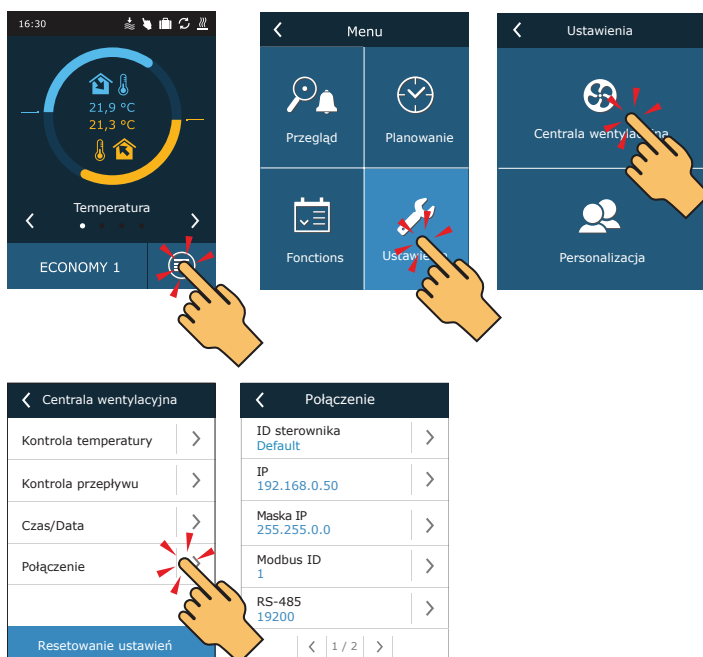 16:30
21,9 °C
21,3 °C
Temperatura
ECONOMY 1
Menu
Przegląd
Planowanie
Fonctions
Ustawienia
Ustawienia
Centrala wentylacyjna
Personalizacja
Centrala wentylacyjna
Kontrola temperatury
Kontrola przepływu
Czas/Data
Połączenie
Resetowanie ustawień
Połączenie
ID sterownika
Default
IP
192.168.0.50
Maska IP
255.255.0.0
Modbus ID
1
RS-485
19200
1 / 2